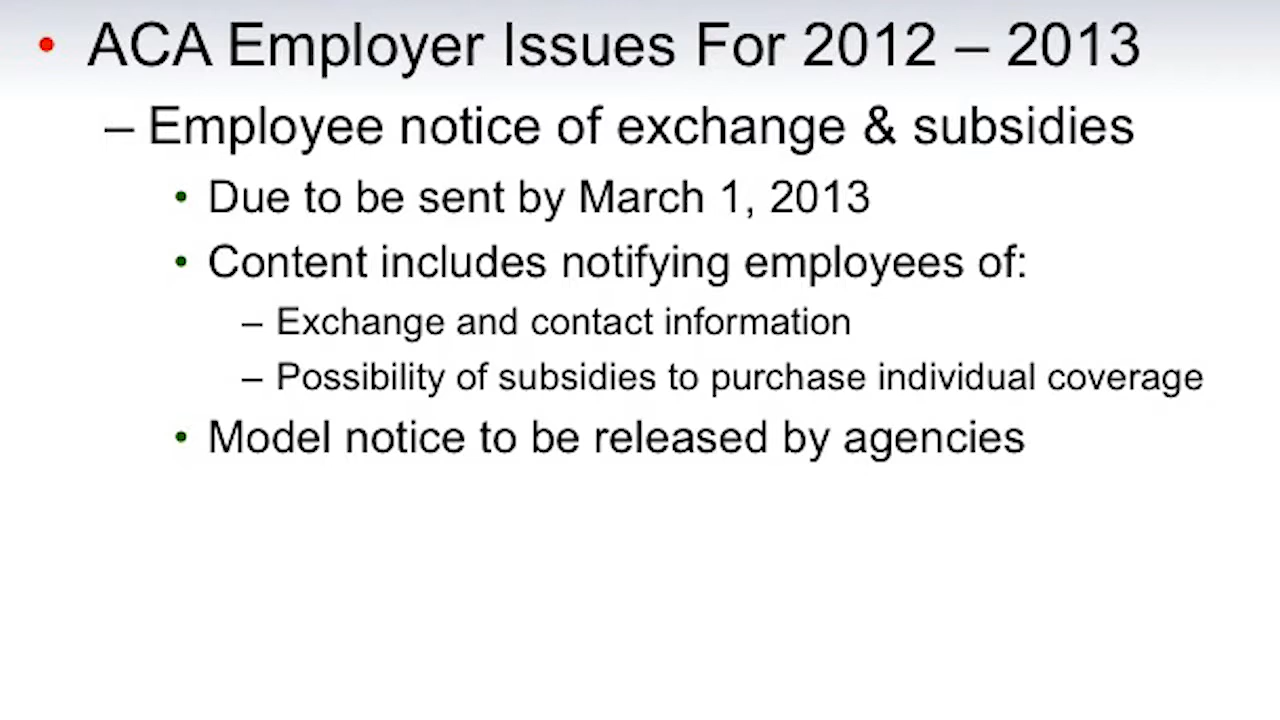 • ACA Employer Issues For 2012 – 2013
– Employee notice of exchange & subsidies
• Due to be sent by March 1, 2013
• Content includes notifying employees of:
– Exchange and contact information
– Possibility of subsidies to purchase individual coverage
• Model notice to be released by agencies